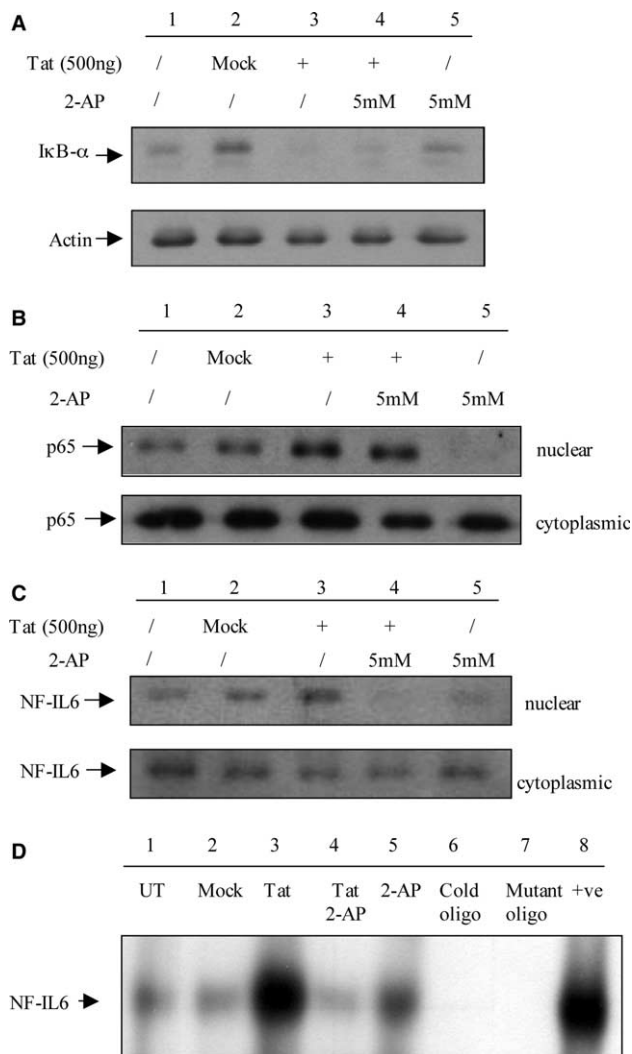 A
1 2 3 4 5
Tat (500ng) / Mock + + /
2-AP / / / 5mM 5mM
IκB-α
Actin
B
1 2 3 4 5
Tat (500ng) / Mock + + /
2-AP / / / 5mM 5mM
p65 nuclear
p65 cytoplasmic
C
1 2 3 4 5
Tat (500ng) / Mock + + /
2-AP / / / 5mM 5mM
NF-IL6 nuclear
NF-IL6 cytoplasmic
D
1 2 3 4 5 6 7 8
UT Mock Tat Tat 2-AP 2-AP Cold oligo Mutant oligo +ve
NF-IL6